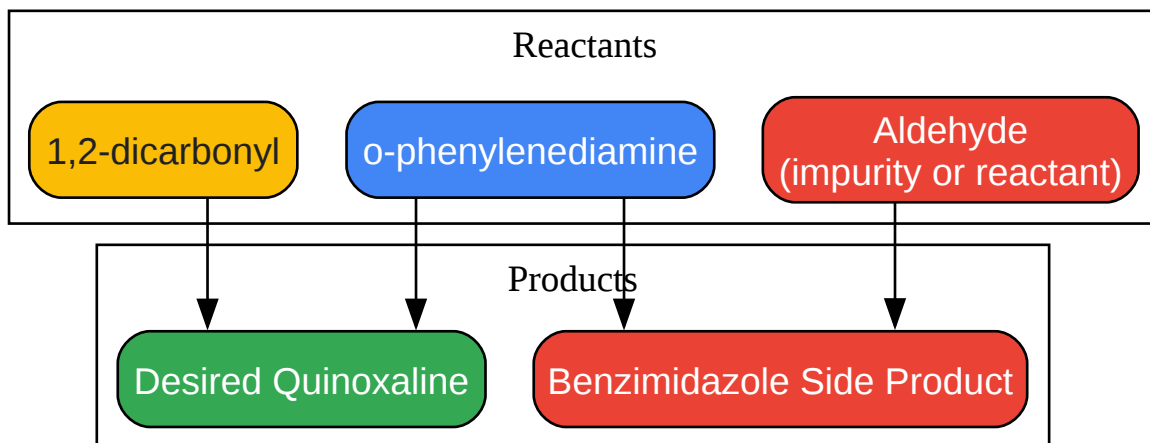 Reactants
1,2-dicarbonyl
o-phenylenediamine
Aldehyde
(impurity or reactant)
Products
Desired Quinoxaline
Benzimidazole Side Product